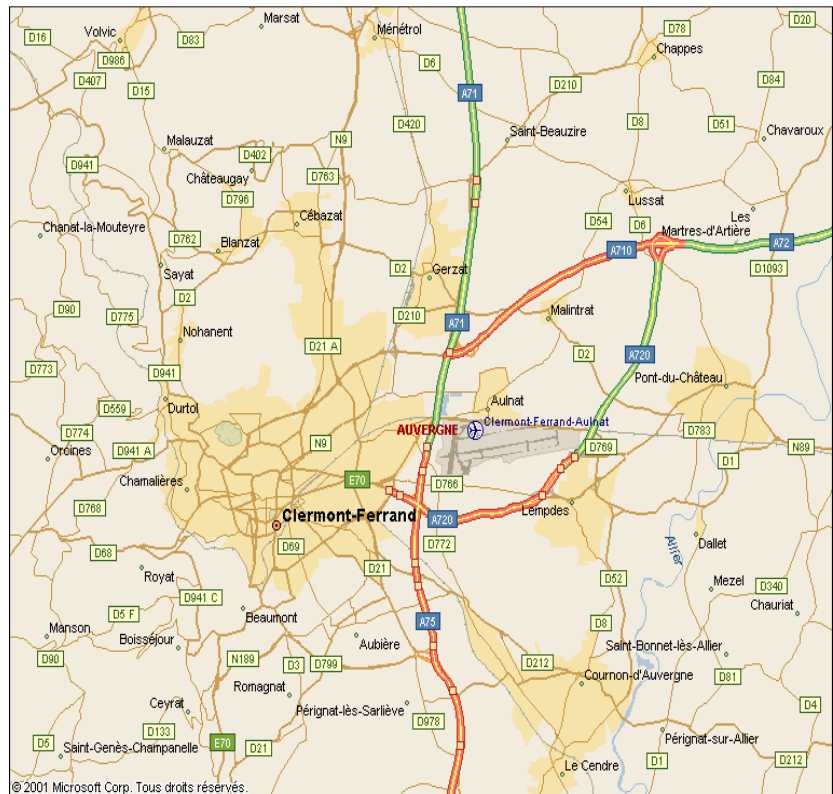 D16
Volvic
D83
Marsat
Ménétrol
D78
D20
D986
D6
Chappes
D407
D15
A71
D210
D84
D420
D8
D51
N9
Saint-Beauzire
Chavaroux
Malauzat
D402
D941
Châteaugay
D763
D796
Lussat
Les
Martres-d'Artière
Cébazat
D54
D6
Chanat-la-Mouteyre
D762
Blanzat
A710
A72
Sayat
D2
Gerzat
D1093
D2
D90
D775
D210
A71
Malintrat
Nohanent
D21 A
D2
A720
D773
D941
Pont-du-Château
D559
Durtol
Aulnat
D774
AUVERGNE
Clermont-Ferrand-Aulnat
D783
D941 A
N9
D769
N89
Orcines
D1
Chamalières
E70
D766
D768
Lempdes
Clermont-Ferrand
A720
D68
D69
D772
Allier
Dallet
Royat
D21
D52
Mezel
D340
D941 C
D5 F
Beaumont
A75
Chauriat
Manson
Boisséjour
Aubière
D8
D90
N189
D3
D799
D212
Saint-Bonnet-lès-Allier
Romagnat
Cournon-d'Auvergne
D81
Ceyrat
Pérignat-lès-Sarliève
D4
D133
D978
D5
E70
D21
Pérignat-sur-Allier
Saint-Genès-Champanelle
D1
D212
Le Cendre
© 2001 Microsoft Corp. Tous droits réservés.